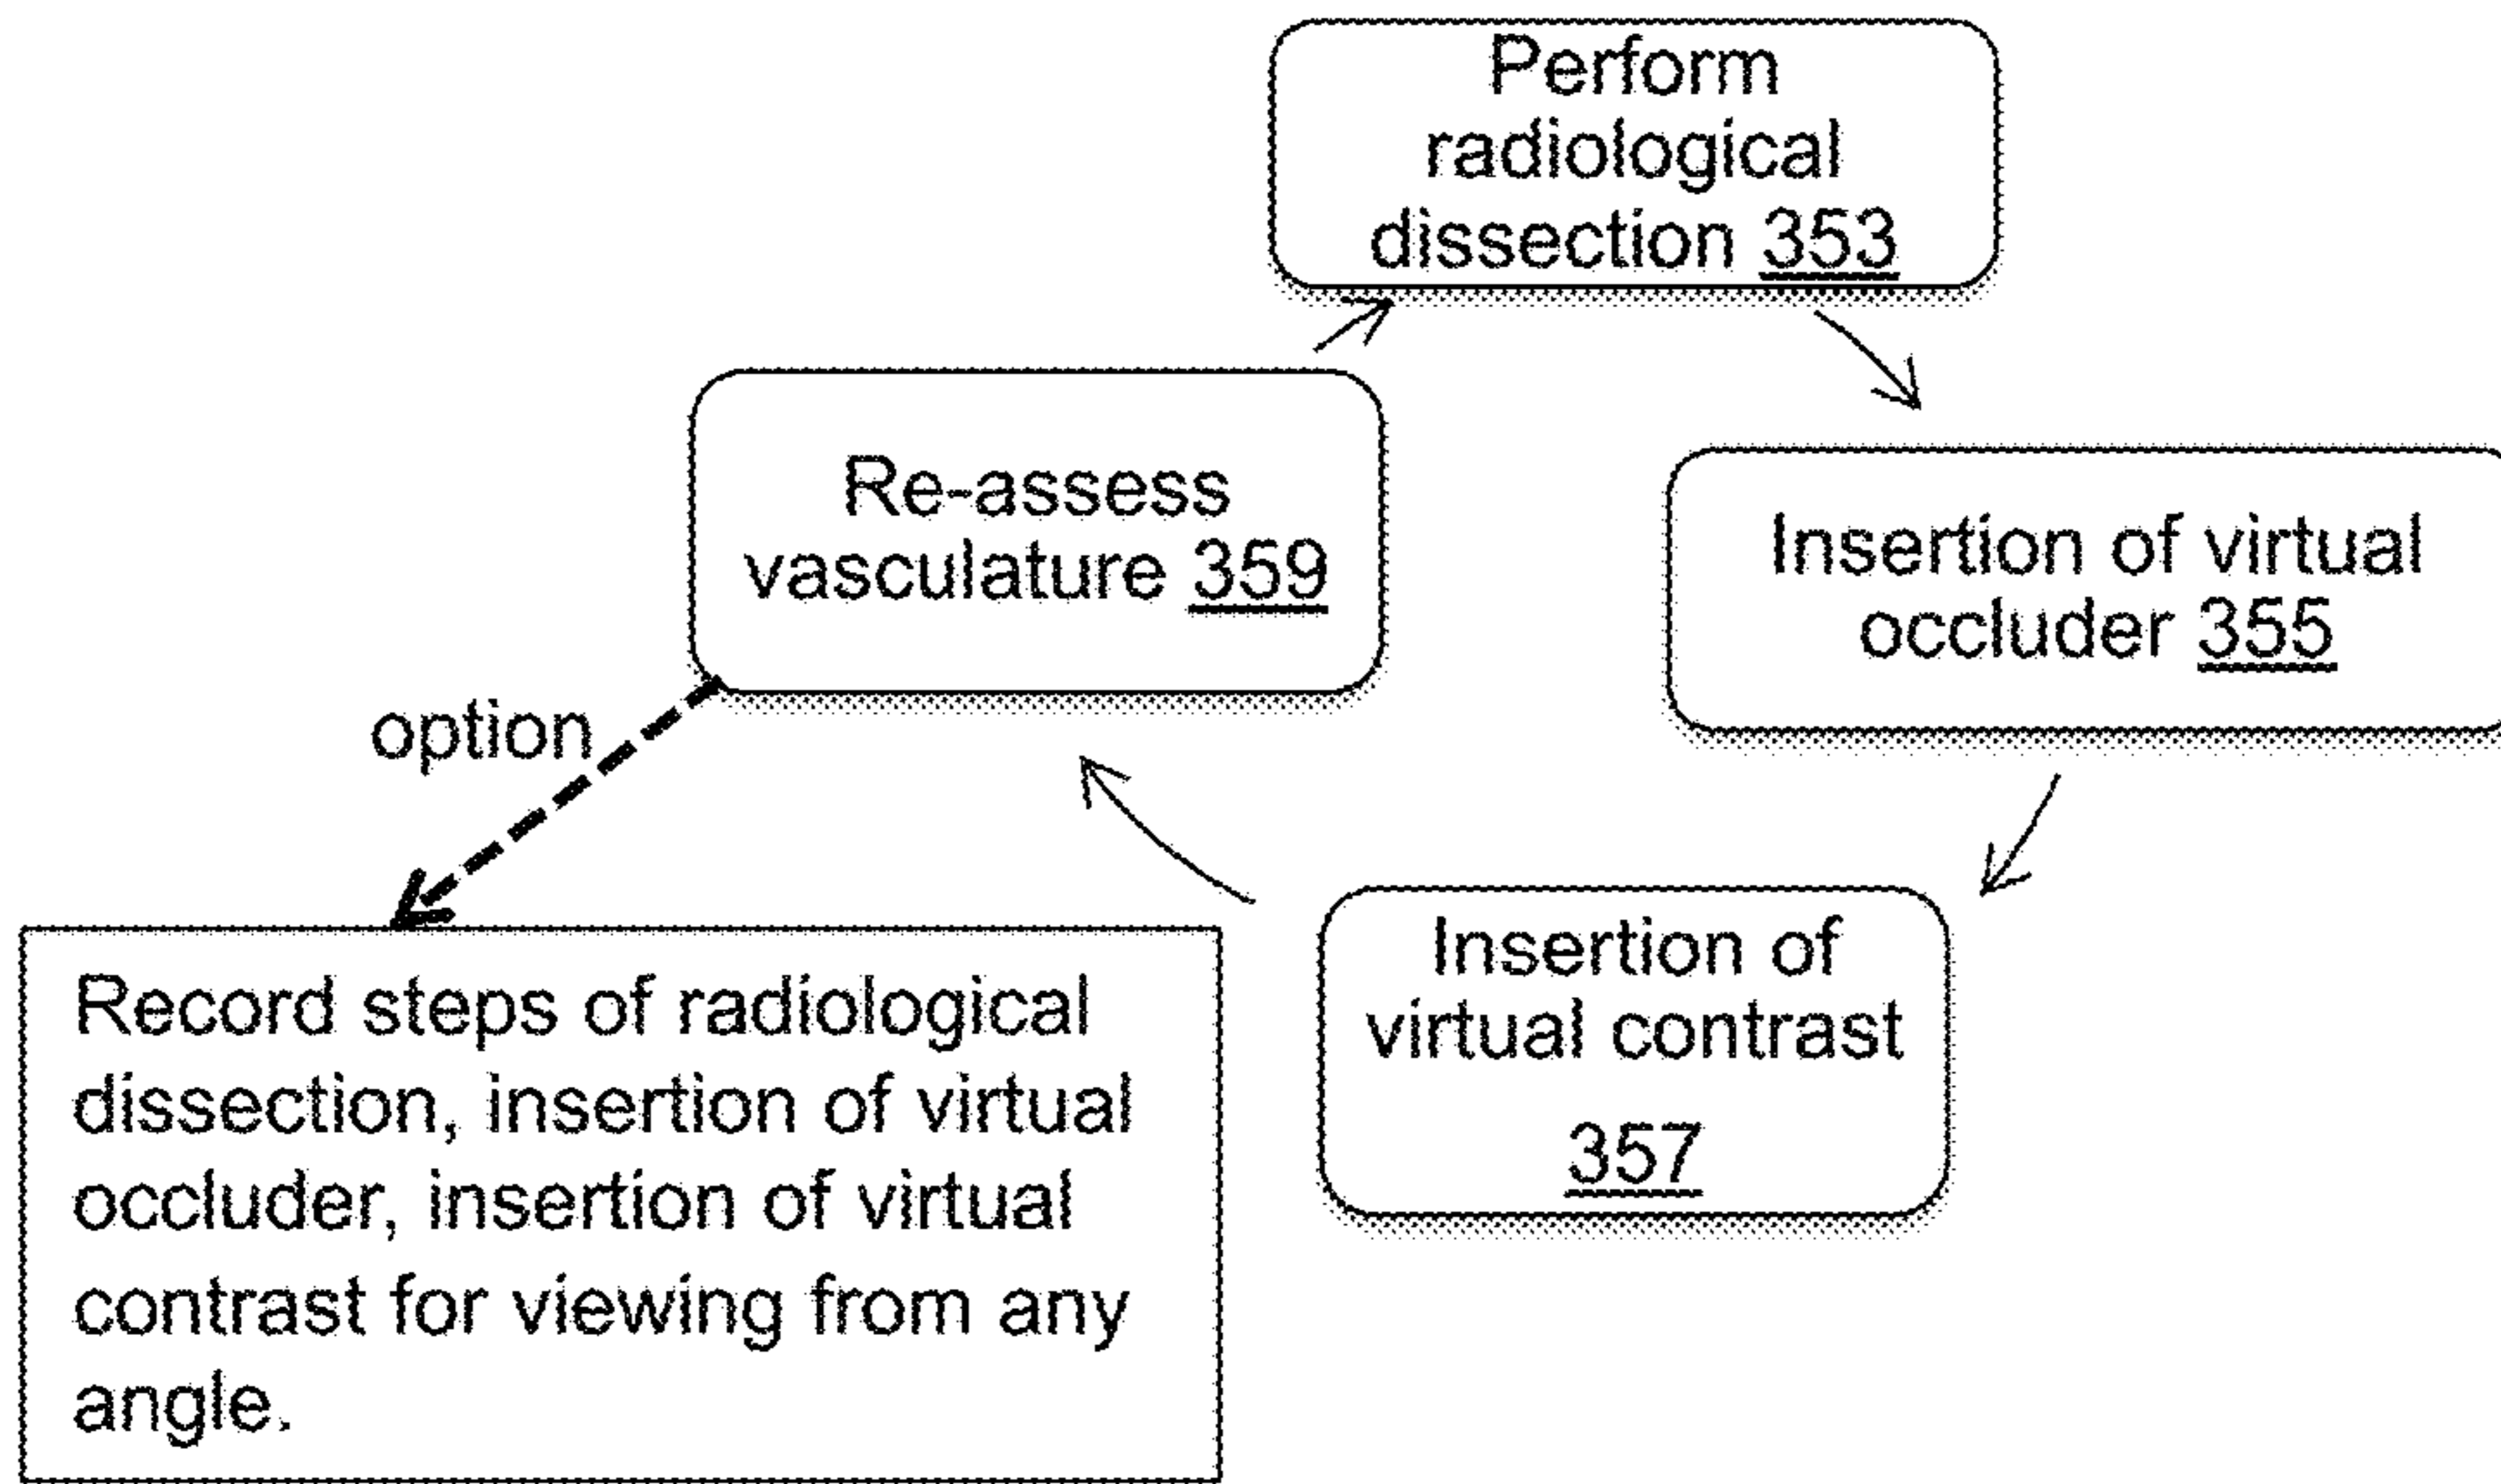 Perform
radiological
dissection 353
Re-assess
vasculature 359
Insertion of virtual
occluder 355
option
Insertion of
virtual contrast
357
Record steps of radiological
dissection, insertion of virtual
occluder, insertion of virtual
contrast for viewing from any
angle.